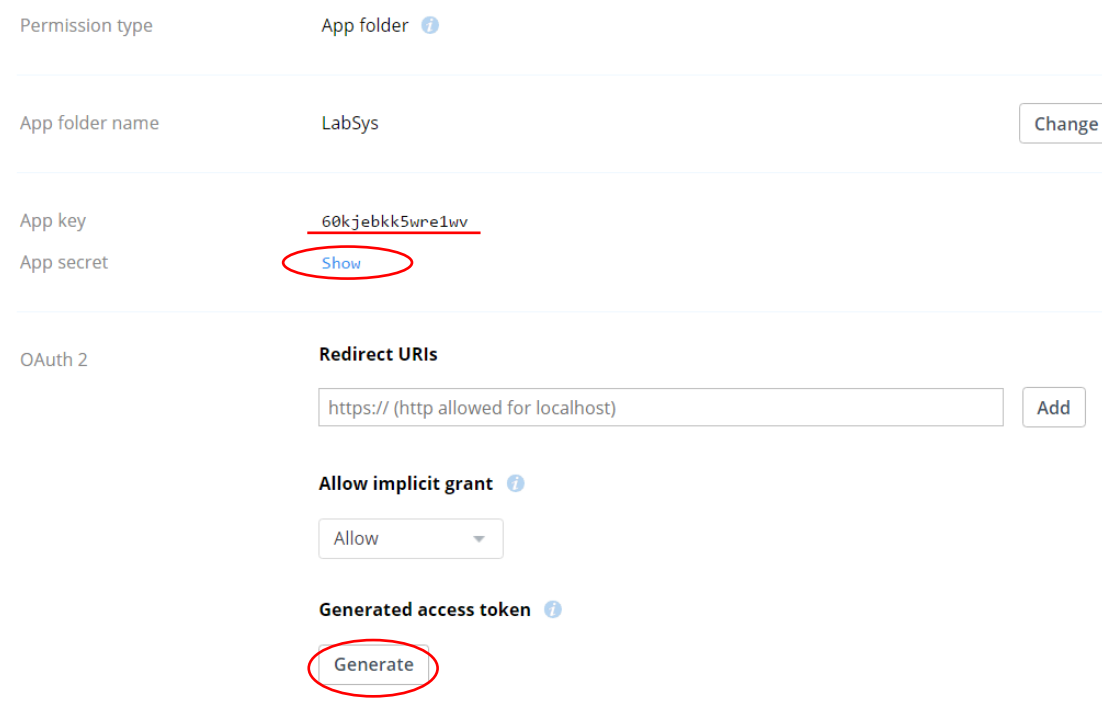 Permission type App folder
App folder name LabSys Change
App key 60kjebkk5wre1wv
App secret Show
OAuth 2 Redirect URIs
https:// (http allowed for localhost) Add
Allow implicit grant
Allow
Generated access token
Generate